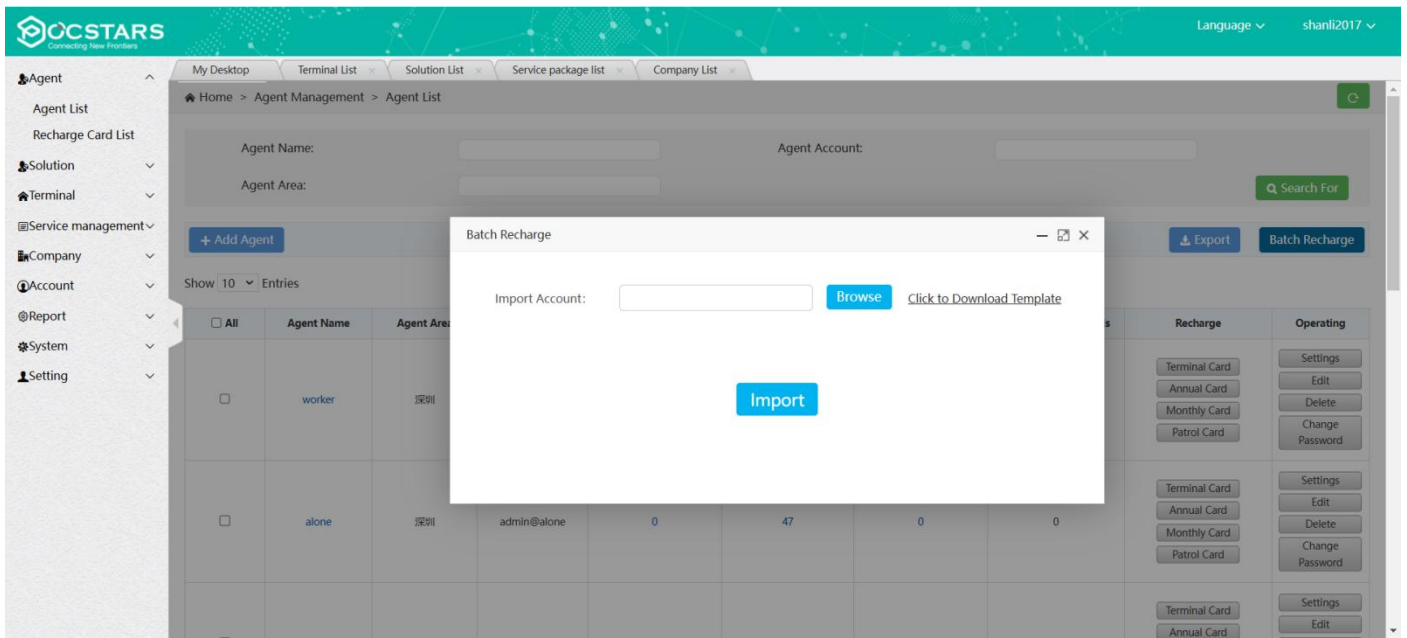 POCSTARS
Connecting New Frontiers
Language
shanli2017
Agent
Agent List
Recharge Card List
Solution
Terminal
Service management
Company
Account
Report
System
Setting
My Desktop
Terminal List
Solution List
Service package list
Company List
Home > Agent Management > Agent List
Agent Name:
Agent Account:
Agent Area:
Search For
+ Add Agent
Export
Batch Recharge
Show 10 Entries
Batch Recharge
Import Account:
Browse
Click to Download Template
Import
All
Agent Name
Agent Area
s
Recharge
Operating
worker
深圳
Terminal Card
Annual Card
Monthly Card
Patrol Card
Settings
Edit
Delete
Change
Password
alone
深圳
admin@alone
0
47
0
0
Terminal Card
Annual Card
Monthly Card
Patrol Card
Settings
Edit
Delete
Change
Password
Terminal Card
Annual Card
Settings
Edit